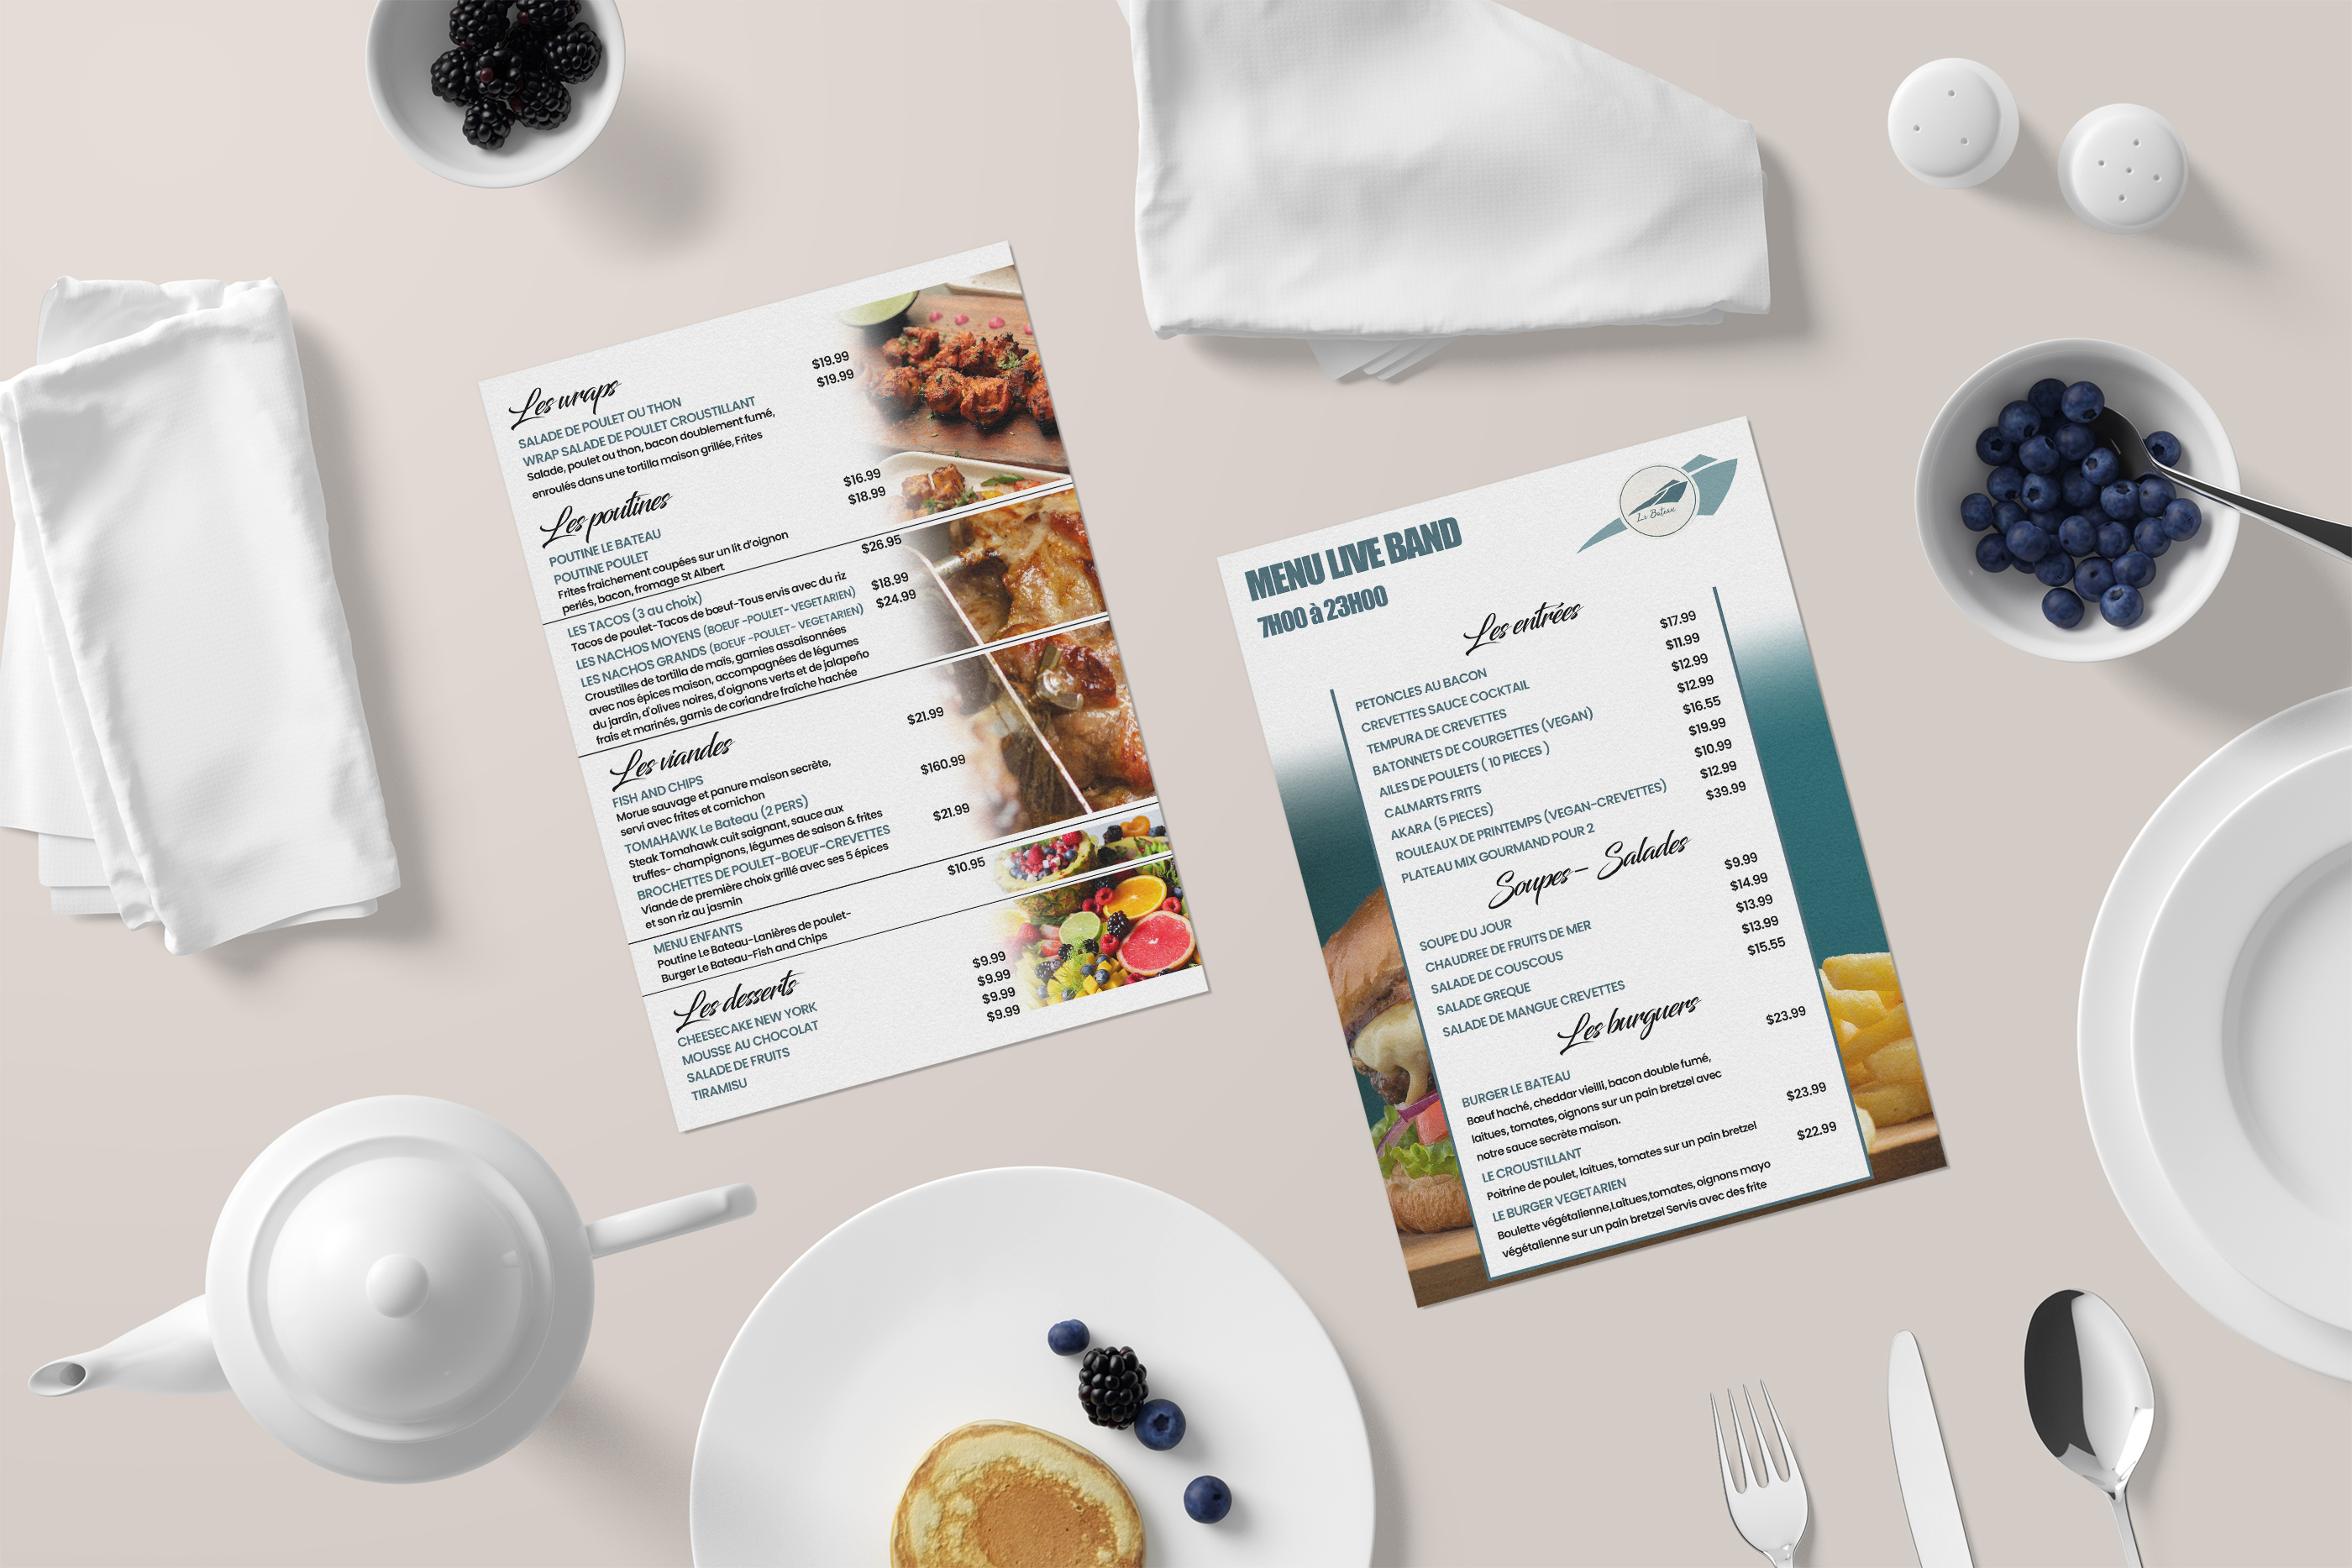 Les wraps
SALADE DE POULET OU THON $19.99
WRAP SALADE DE POULET CROUSTILLANT $19.99
Salade, poulet ou thon, bacon doublement fumé,
enroulés dans une tortilla maison grillée, Frites
Les poutines
POUTINE LE BATEAU $16.99
POUTINE POULET $18.99
Frites fraichement coupées sur un lit d'oignon
perlés, bacon, fromage St Albert
LES TACOS (3 au choix) $26.95
Tacos de poulet-Tacos de bœuf-Tous ervis avec du riz
LES NACHOS MOYENS (BOEUF -POULET- VEGETARIEN) $18.99
LES NACHOS GRANDS (BOEUF -POULET- VEGETARIEN) $24.99
Croustilles de tortilla de maïs, garnies assaisonnées
avec nos épices maison, accompagnées de légumes
du jardin, d'olives noires, d'oignons verts et de jalapeño
frais et marinés, garnis de coriandre fraîche hachée
Les viandes
FISH AND CHIPS $21.99
Morue sauvage et panure maison secrète,
servi avec frites et cornichon
TOMAHAWK Le Bateau (2 PERS) $160.99
Steak Tomahawk cuit saignant, sauce aux
truffes- champignons, légumes de saison & frites
BROCHETTES DE POULET-BOEUF-CREVETTES $21.99
Viande de première choix grillé avec ses 5 épices
et son riz au jasmin
MENU ENFANTS $10.95
Poutine Le Bateau-Lanières de poulet-
Burger Le Bateau-Fish and Chips
Les desserts
CHEESECAKE NEW YORK $9.99
MOUSSE AU CHOCOLAT $9.99
SALADE DE FRUITS $9.99
TIRAMISU $9.99
Le Bateau
MENU LIVE BAND
7H00 à 23H00
Les entrées
PETONCLES AU BACON $17.99
CREVETTES SAUCE COCKTAIL $11.99
TEMPURA DE CREVETTES $12.99
BATONNETS DE COURGETTES (VEGAN) $12.99
AILES DE POULETS ( 10 PIECES ) $16.55
CALMARTS FRITS $19.99
AKARA (5 PIECES) $10.99
ROULEAUX DE PRINTEMPS (VEGAN-CREVETTES) $12.99
PLATEAU MIX GOURMAND POUR 2 $39.99
Soupes- Salades
SOUPE DU JOUR $9.99
CHAUDREE DE FRUITS DE MER $14.99
SALADE DE COUSCOUS $13.99
SALADE GREQUE $13.99
SALADE DE MANGUE CREVETTES $15.55
Les burguers
BURGER LE BATEAU $23.99
Bœuf haché, cheddar vieilli, bacon double fumé,
laitues, tomates, oignons sur un pain bretzel avec
notre sauce secrète maison.
LE CROUSTILLANT $23.99
Poitrine de poulet, laitues, tomates sur un pain bretzel
LE BURGER VEGETARIEN $22.99
Boulette végétalienne,Laitues,tomates, oignons mayo
végétalienne sur un pain bretzel Servis avec des frite